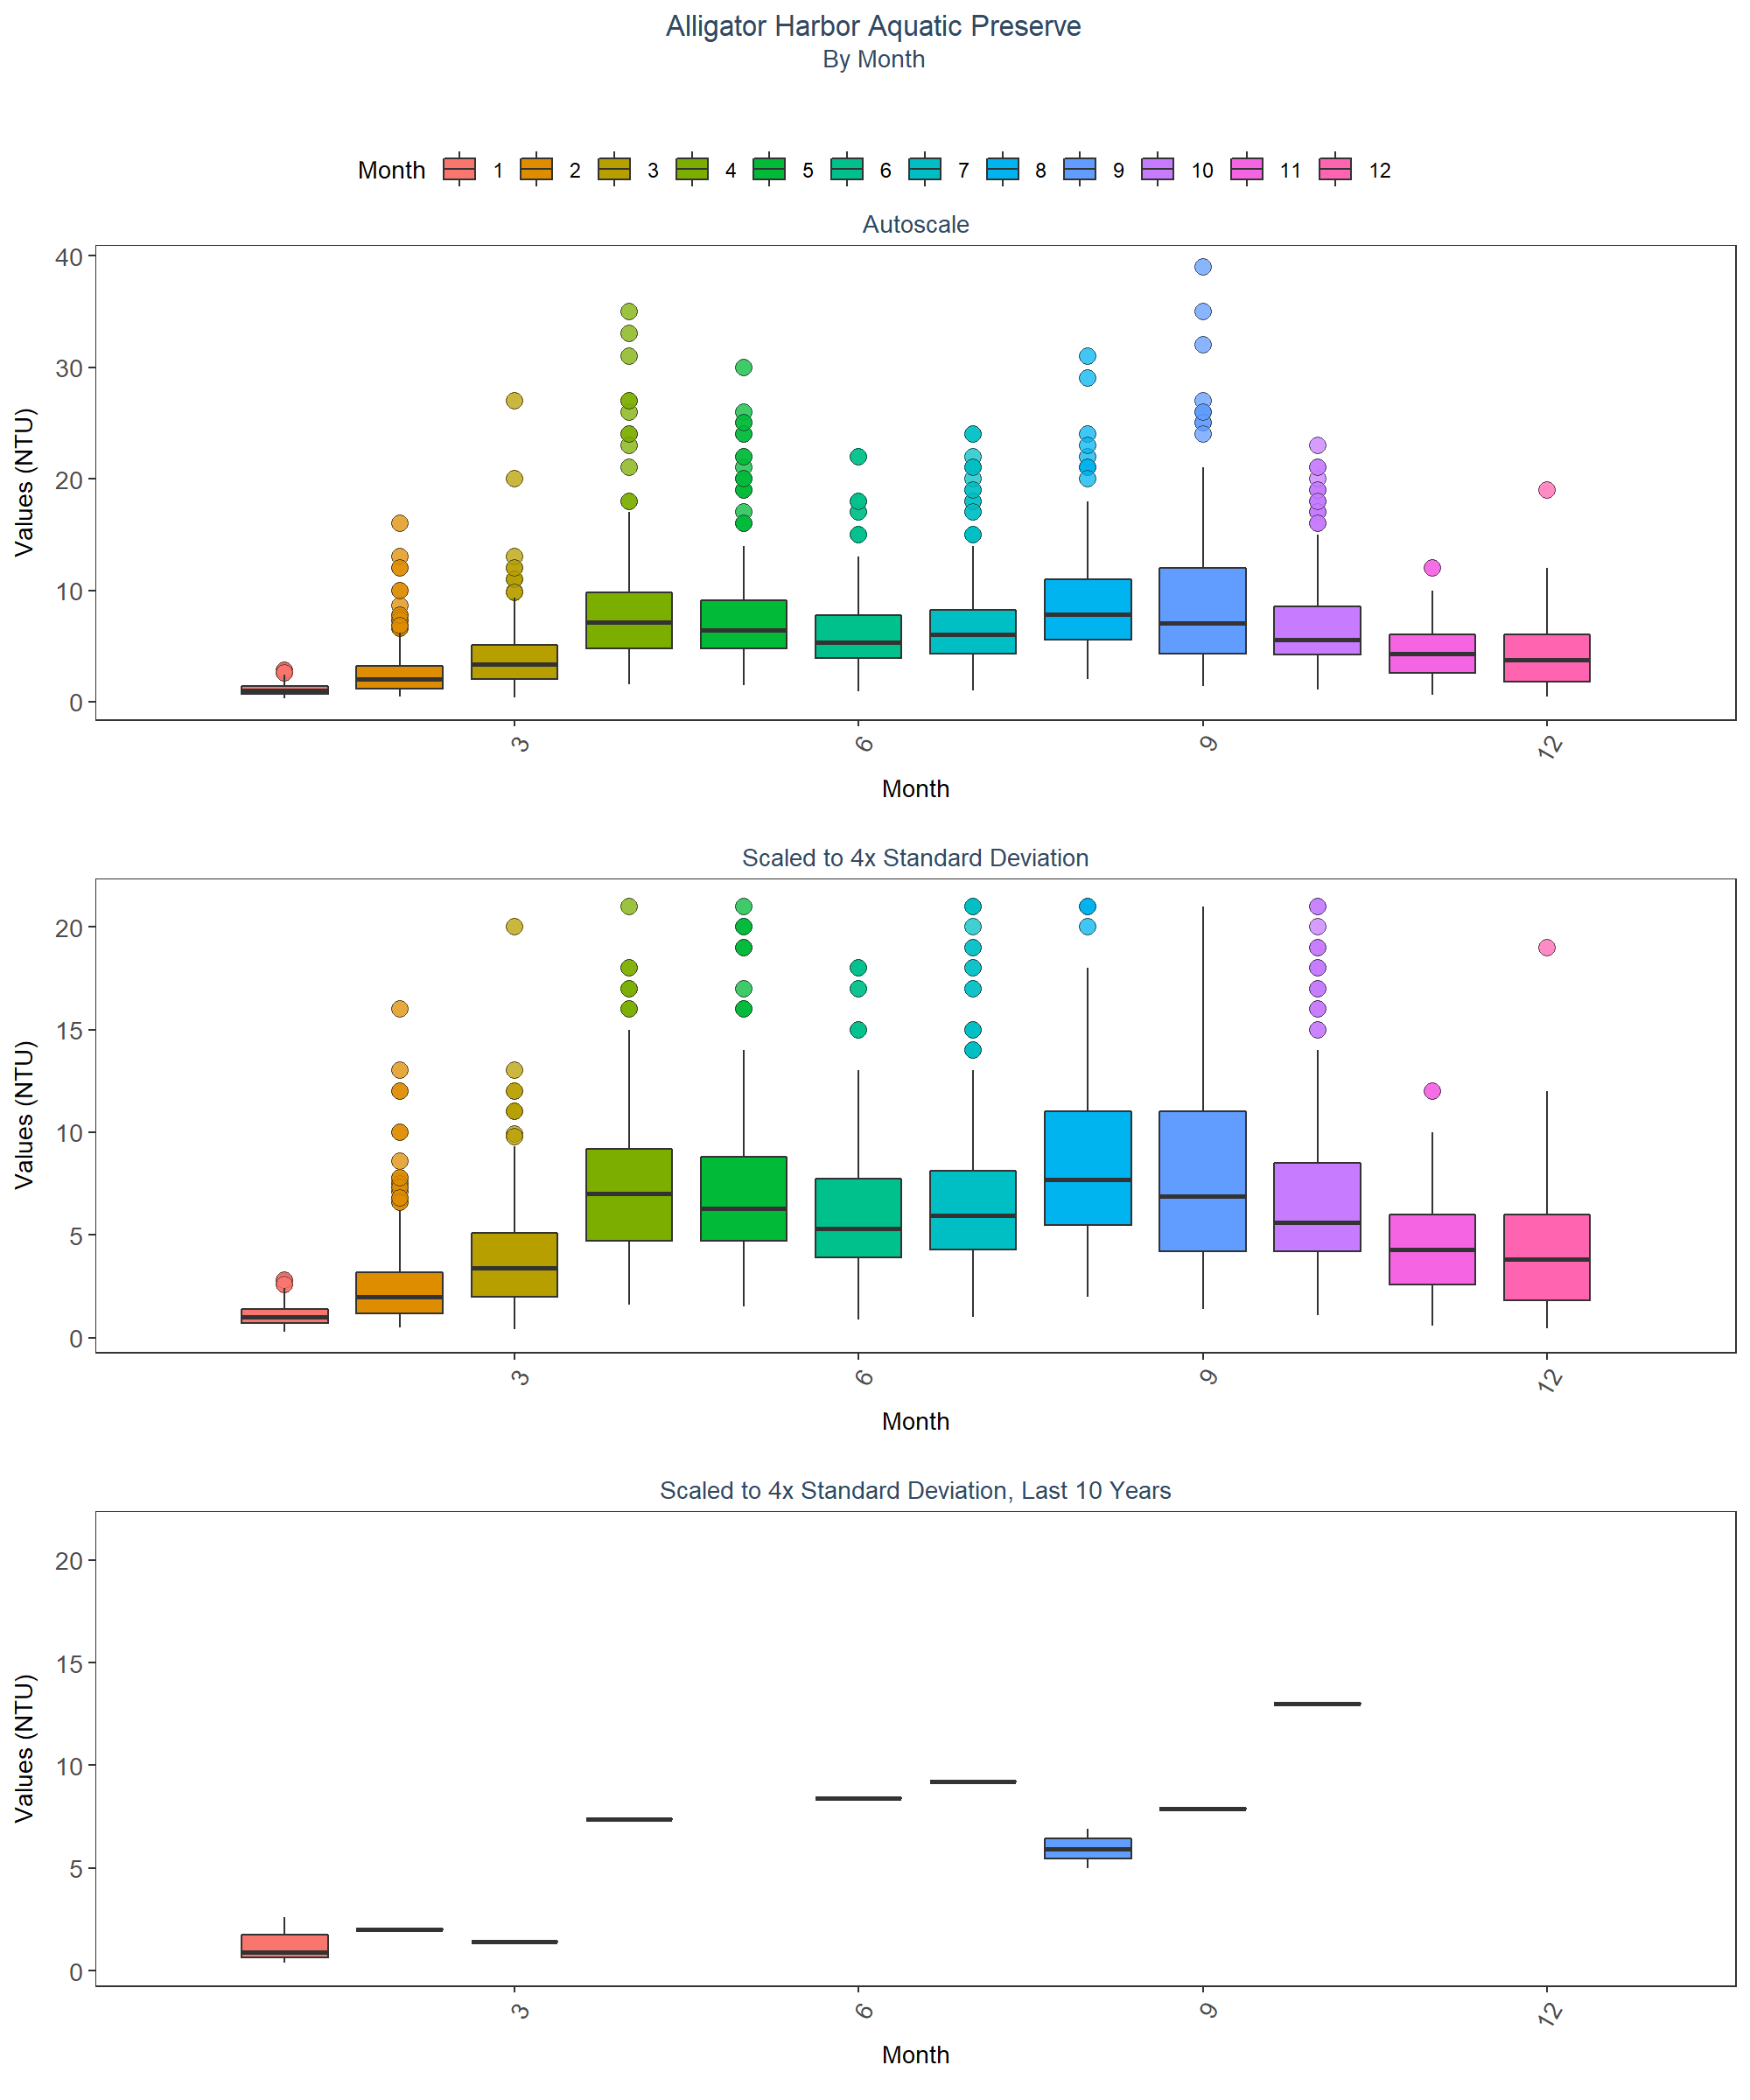 Alligator Harbor Aquatic Preserve
By Month
Month 1 2 3 4 5 6 7 8 9 10 11 12
Autoscale
Values (NTU)
40
30
20
10
0
3 6 9 12
Month
Scaled to 4x Standard Deviation
Values (NTU)
20
15
10
5
0
3 6 9 12
Month
Scaled to 4x Standard Deviation, Last 10 Years
Values (NTU)
20
15
10
5
0
3 6 9 12
Month